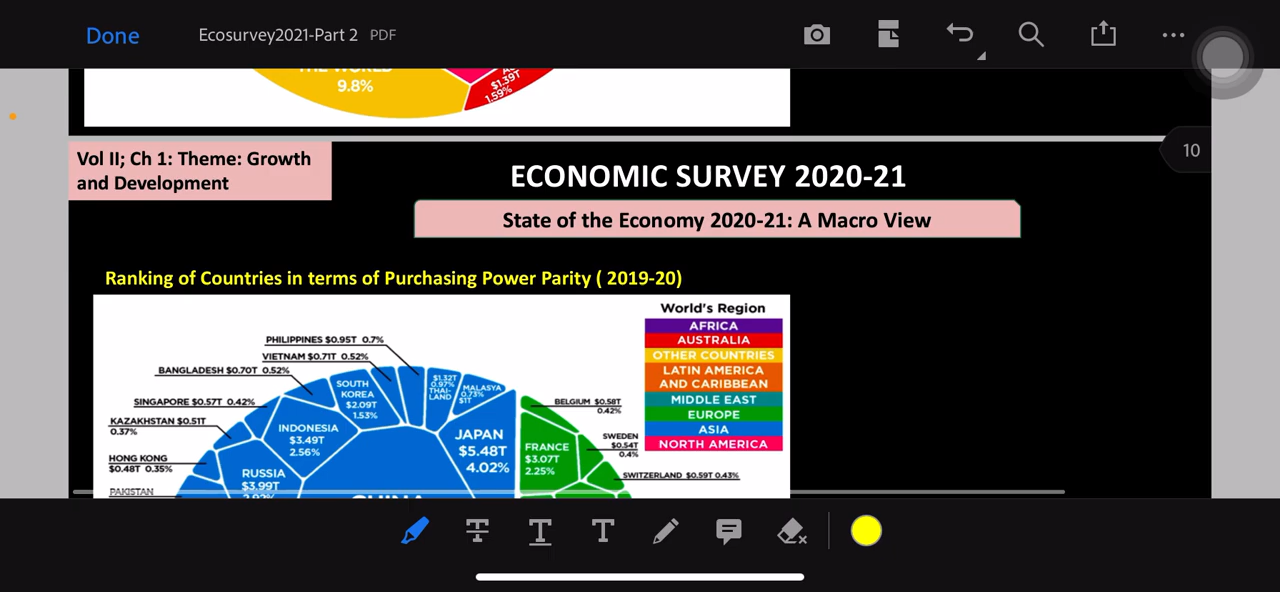 Done
Ecosurvey2021-Part 2 PDF
THE WORLD
9.8%
$1.39T
1.59%
10
Vol II; Ch 1: Theme: Growth
and Development
ECONOMIC SURVEY 2020-21
State of the Economy 2020-21: A Macro View
Ranking of Countries in terms of Purchasing Power Parity ( 2019-20)
World's Region
AFRICA
AUSTRALIA
OTHER COUNTRIES
LATIN AMERICA
AND CARIBBEAN
MIDDLE EAST
EUROPE
ASIA
NORTH AMERICA
PHILIPPINES $0.95T 0.7%
VIETNAM $0.71T 0.52%
BANGLADESH $0.70T 0.52%
SINGAPORE $0.57T 0.42%
KAZAKHSTAN $0.51T
0.37%
HONG KONG
$0.48T 0.35%
PAKISTAN
SOUTH
KOREA
$2.09T
1.53%
$1.32T
0.97%
THAI-
LAND
MALASYA
0.73%
$1T
INDONESIA
$3.49T
2.56%
RUSSIA
$3.99T
2.92%
JAPAN
$5.48T
4.02%
CHINA
FRANCE
$3.07T
2.25%
BELGIUM $0.58T
0.42%
SWEDEN
$0.54T
0.4%
SWITZERLAND $0.59T 0.43%